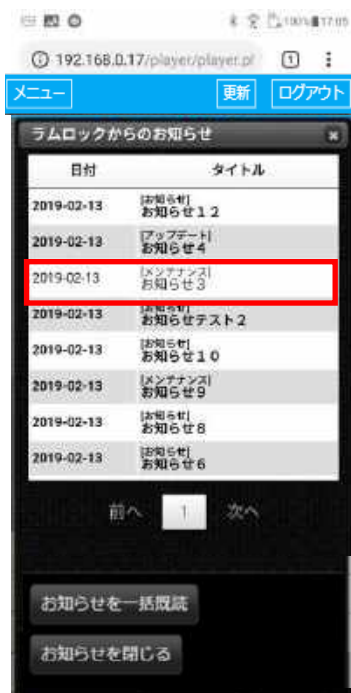 100% 17:05
192.168.0.17/player/player.pl 1
メニュー 更新 ログアウト
ラムロックからのお知らせ
日付 タイトル
2019-02-13 [お知らせ] お知らせ12
2019-02-13 [アップデート] お知らせ4
2019-02-13 [メンテナンス] お知らせ3
2019-02-13 [お知らせ] お知らせテスト2
2019-02-13 [お知らせ] お知らせ10
2019-02-13 [メンテナンス] お知らせ9
2019-02-13 [お知らせ] お知らせ8
2019-02-13 [お知らせ] お知らせ6
前へ 1 次へ
お知らせを一括既読
お知らせを閉じる